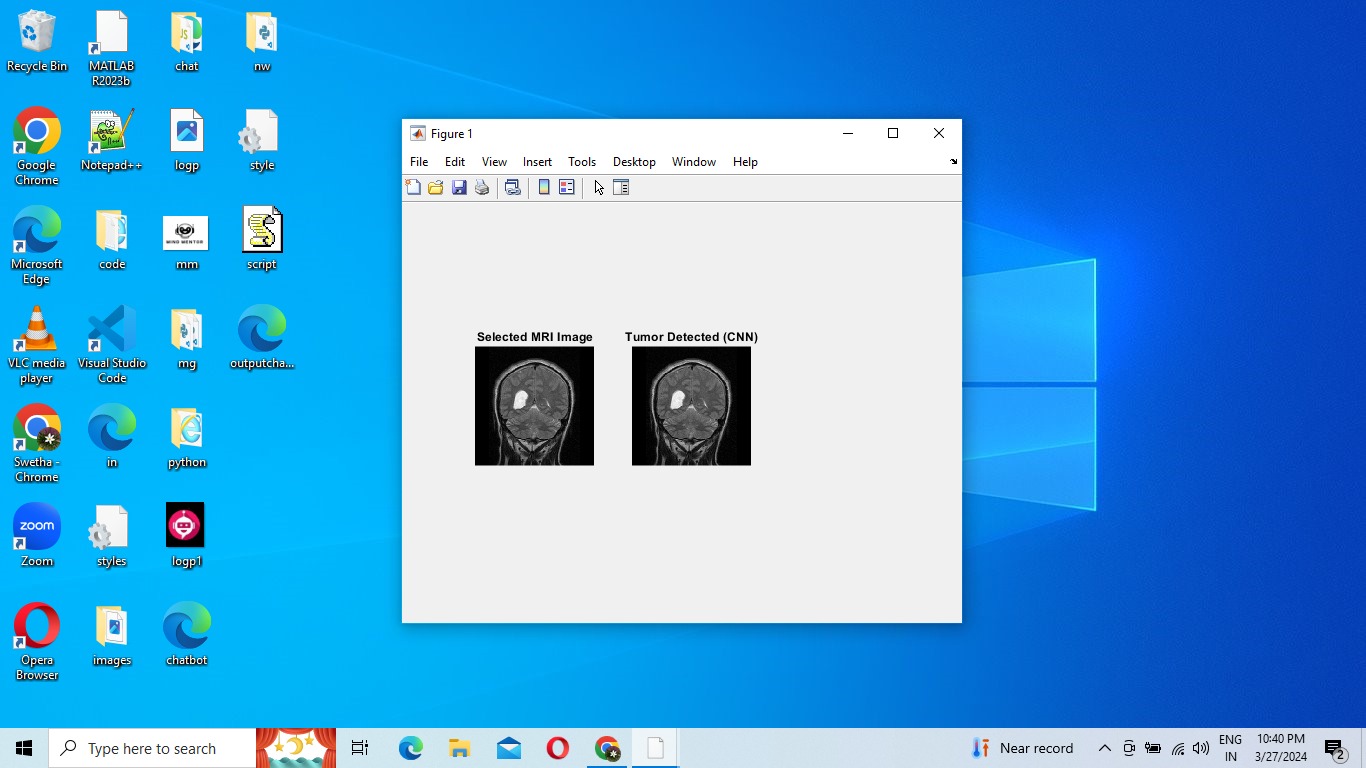 Recycle Bin
MATLAB
R2023b
chat
nw
Google
Chrome
Notepad++
logp
style
Microsoft
Edge
code
MIND MENTOR
mm
script
VLC media
player
Visual Studio
Code
mg
outputcha...
Swetha -
Chrome
in
python
zoom
Zoom
styles
logp1
Opera
Browser
images
chatbot
Figure 1
File Edit View Insert Tools Desktop Window Help
Selected MRI Image
Tumor Detected (CNN)
Type here to search
Near record
ENG
IN
10:40 PM
3/27/2024
2